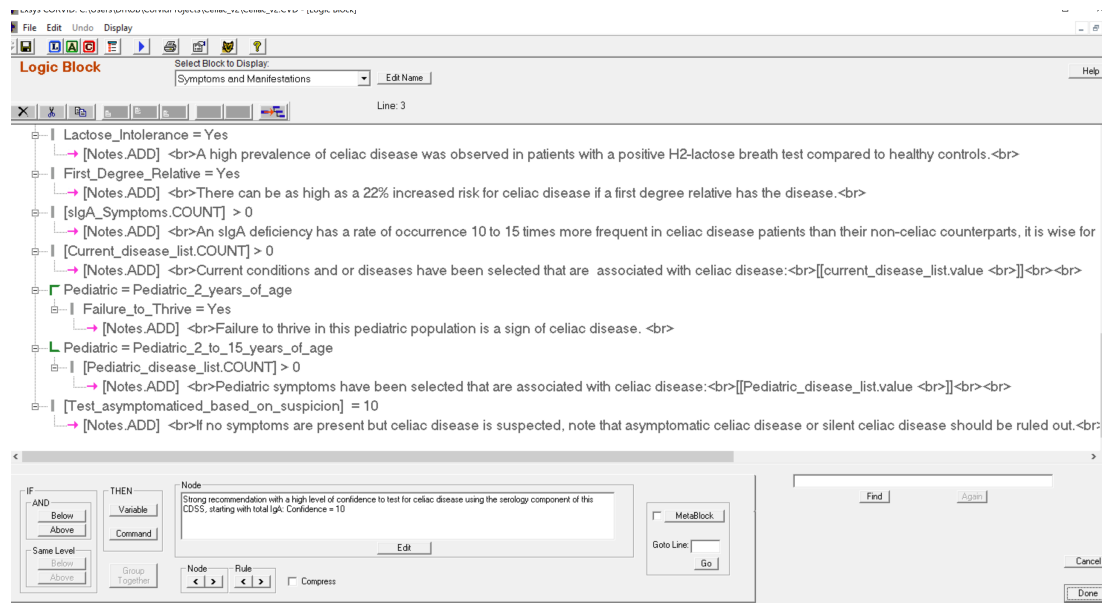 File Edit Undo Display
L A C
Logic Block
Select Block to Display:
Symptoms and Manifestations
Edit Name
Help
Line: 3
Lactose_Intolerance = Yes
[Notes.ADD] <br>A high prevalence of celiac disease was observed in patients with a positive H2-lactose breath test compared to healthy controls.<br>
First_Degree_Relative = Yes
[Notes.ADD] <br>There can be as high as a 22% increased risk for celiac disease if a first degree relative has the disease.<br>
[sIgA_Symptoms.COUNT] > 0
[Notes.ADD] <br>An sIgA deficiency has a rate of occurrence 10 to 15 times more frequent in celiac disease patients than their non-celiac counterparts, it is wise for
[Current_disease_list.COUNT] > 0
[Notes.ADD] <br>Current conditions and or diseases have been selected that are associated with celiac disease:<br>[[current_disease_list.value <br>]]<br><br>
Pediatric = Pediatric_2_years_of_age
Failure_to_Thrive = Yes
[Notes.ADD] <br>Failure to thrive in this pediatric population is a sign of celiac disease. <br>
Pediatric = Pediatric_2_to_15_years_of_age
[Pediatric_disease_list.COUNT] > 0
[Notes.ADD] <br>Pediatric symptoms have been selected that are associated with celiac disease:<br>[[Pediatric_disease_list.value <br>]]<br><br>
[Test_asymptomaticed_based_on_suspicion] = 10
[Notes.ADD] <br>If no symptoms are present but celiac disease is suspected, note that asymptomatic celiac disease or silent celiac disease should be ruled out.<br>
IF
AND
Below
Above
Same Level
Below
Above
THEN
Variable
Command
Group Together
Node
Strong recommendation with a high level of confidence to test for celiac disease using the serology component of this
CDSS, starting with total IgA: Confidence = 10
Edit
Node
< >
Rule
< >
Compress
MetaBlock
Goto Line:
Go
Find
Again
Cancel
Done